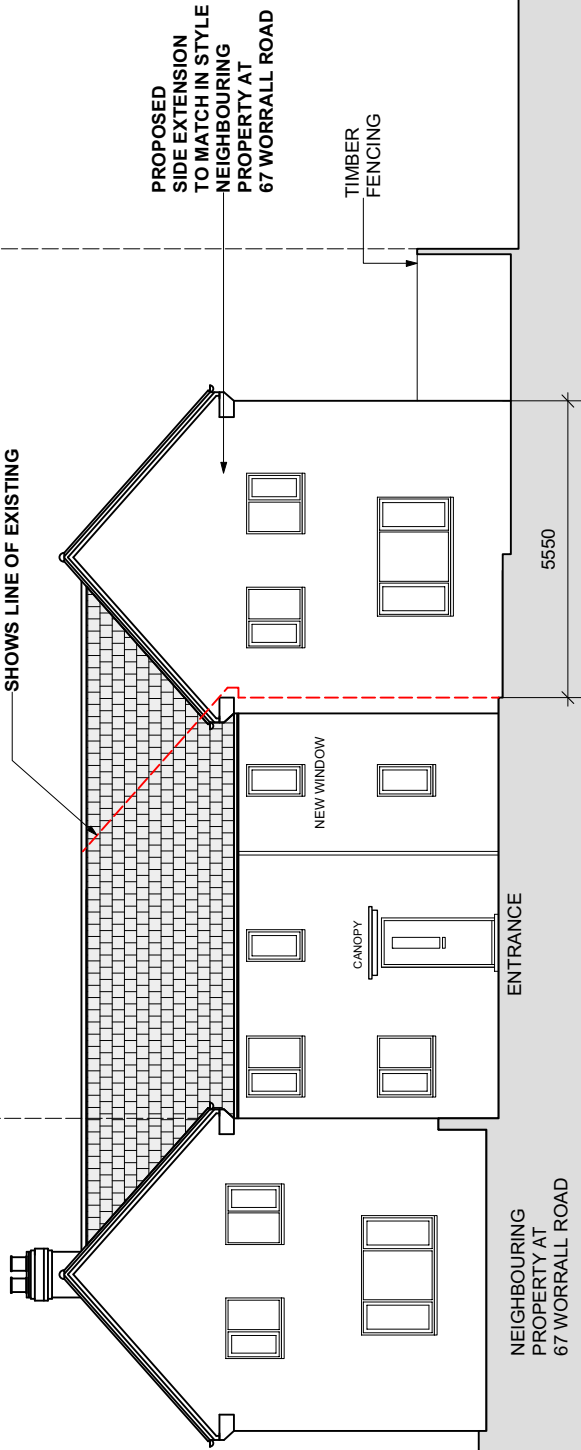 SHOWS LINE OF EXISTING
PROPOSED
SIDE EXTENSION
TO MATCH IN STYLE
NEIGHBOURING
PROPERTY AT
67 WORRALL ROAD
TIMBER
FENCING
NEW WINDOW
CANOPY
ENTRANCE
5550
NEIGHBOURING
PROPERTY AT
67 WORRALL ROAD